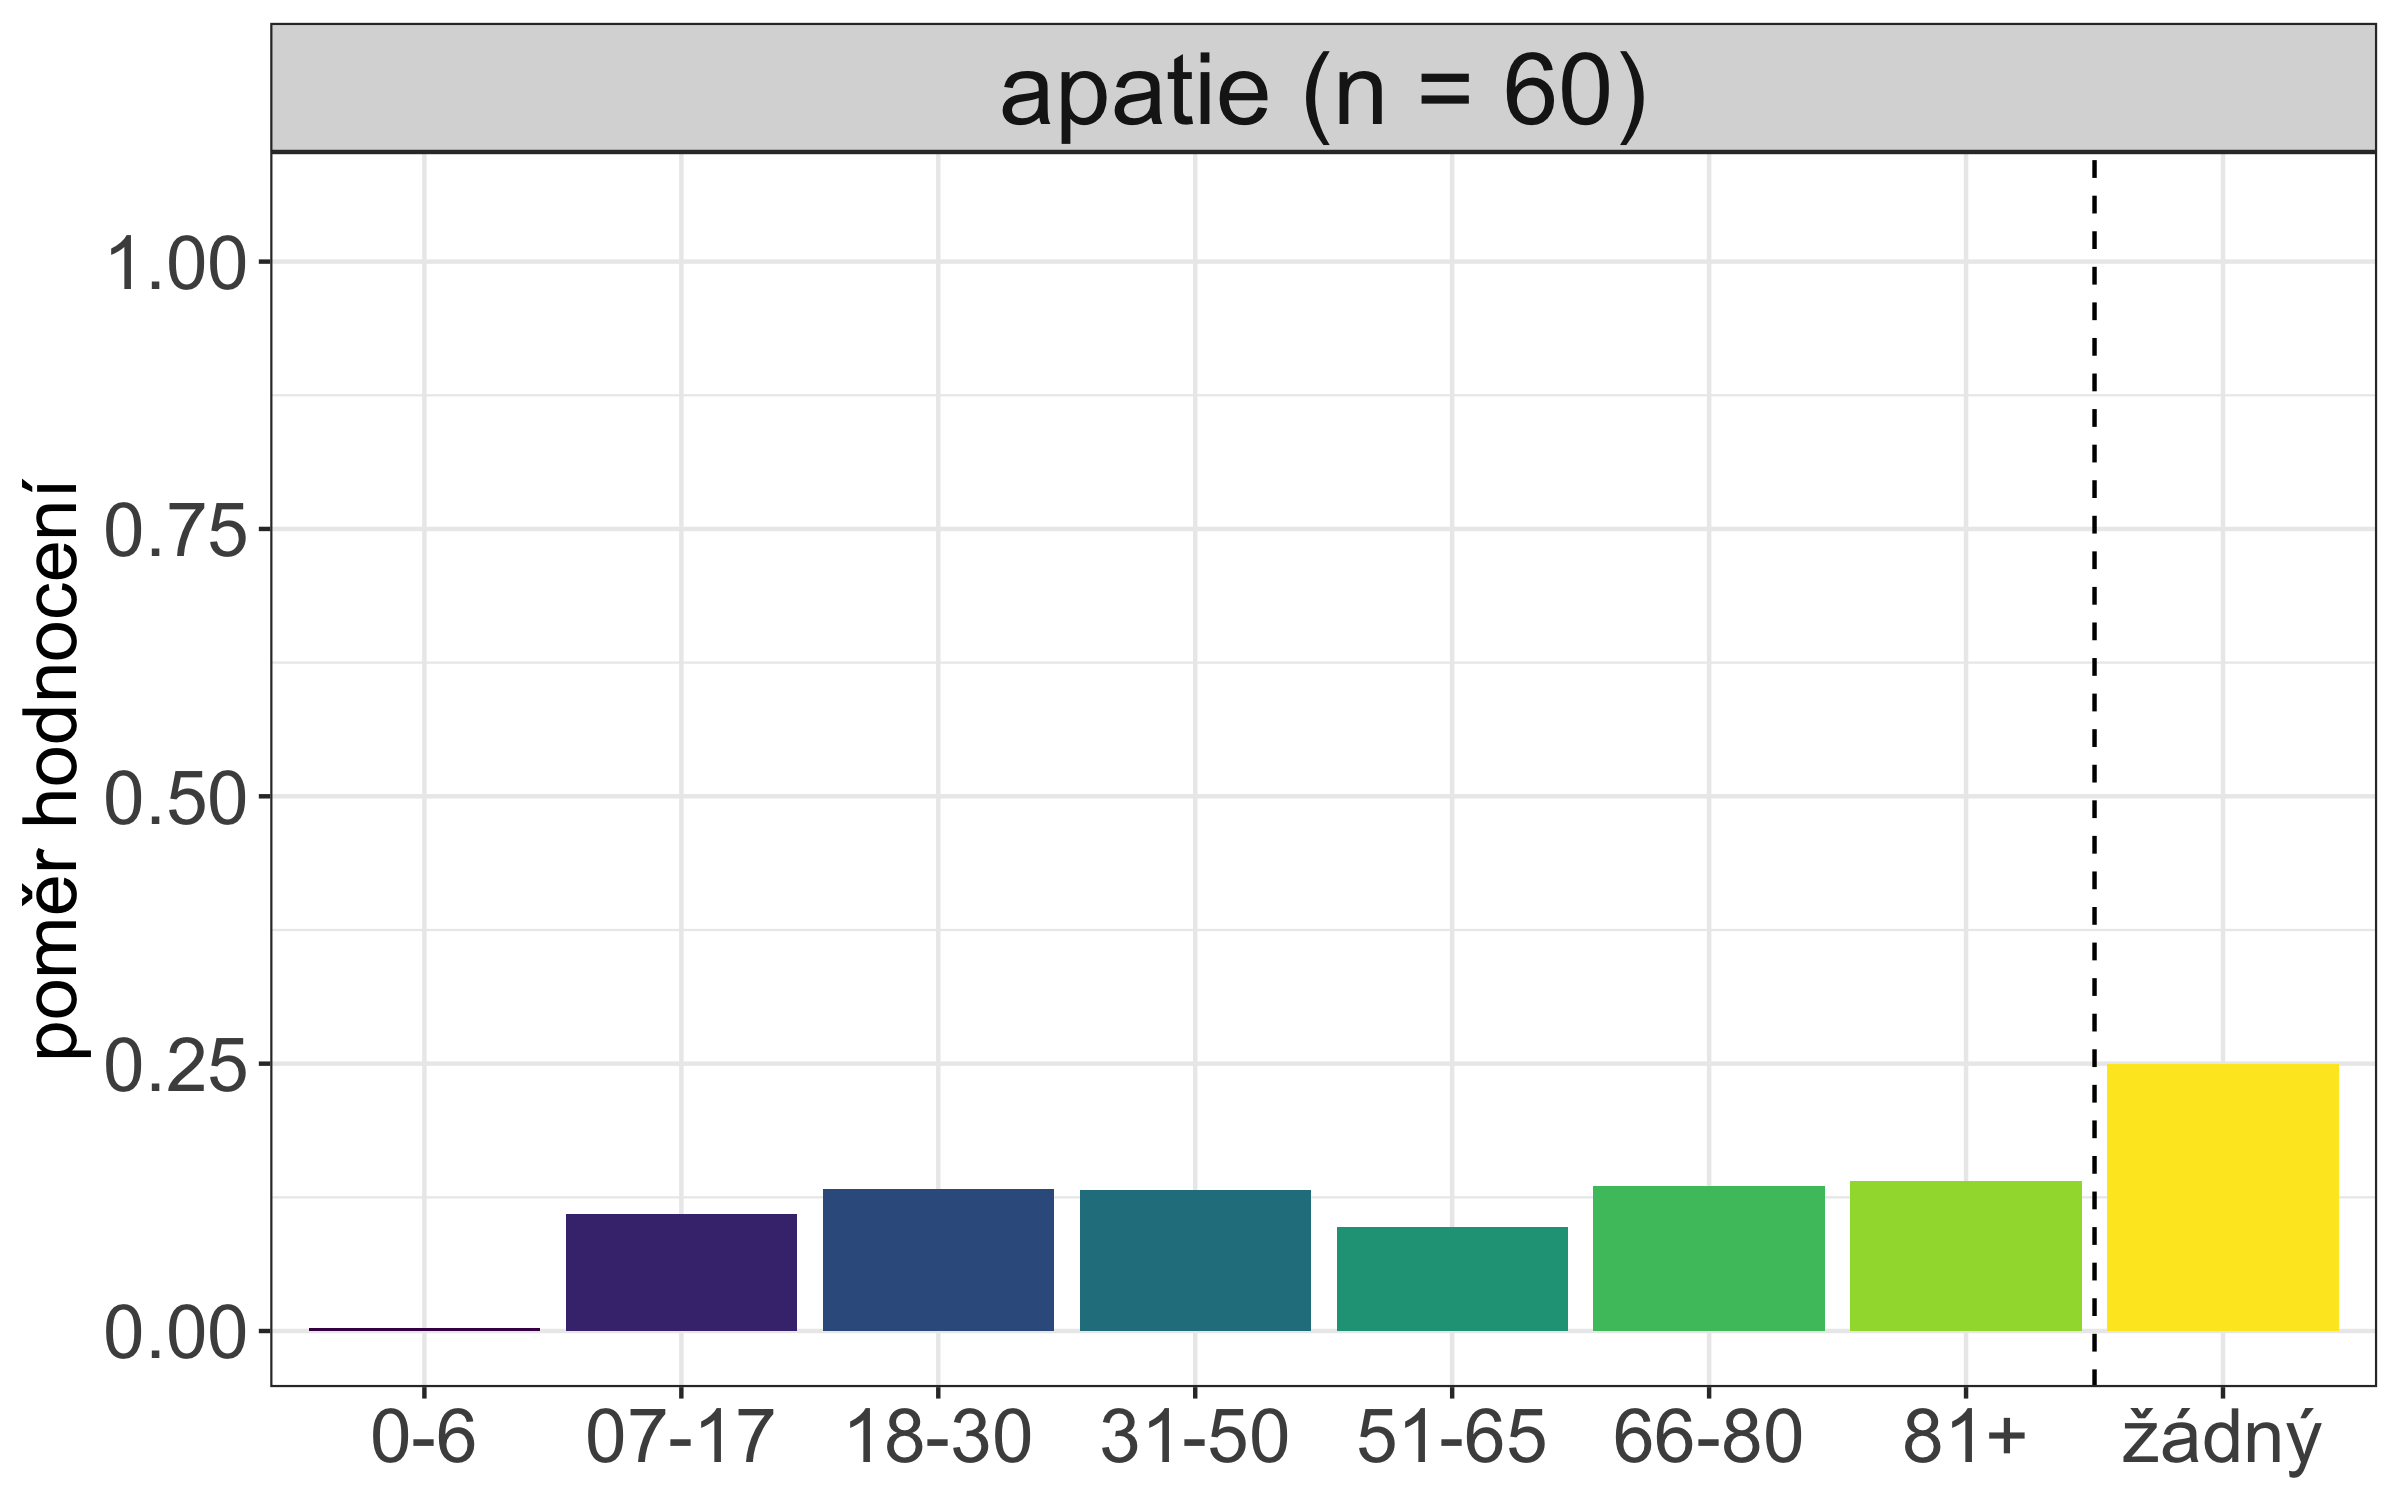 apatie (n = 60)
poměr hodnocení
1.00
0.75
0.50
0.25
0.00
0-6 07-17 18-30 31-50 51-65 66-80 81+ žádný